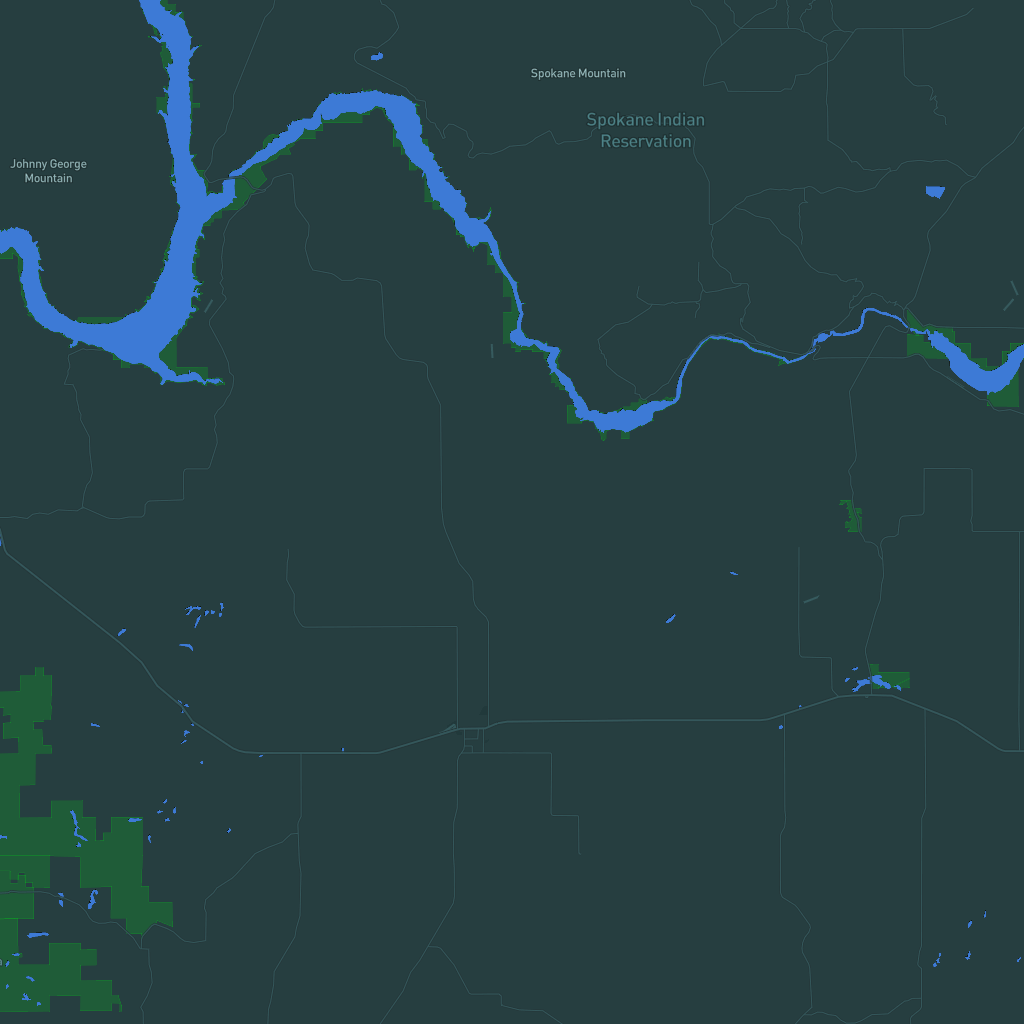 Spokane Mountain
Spokane Indian
Reservation
Johnny George
Mountain